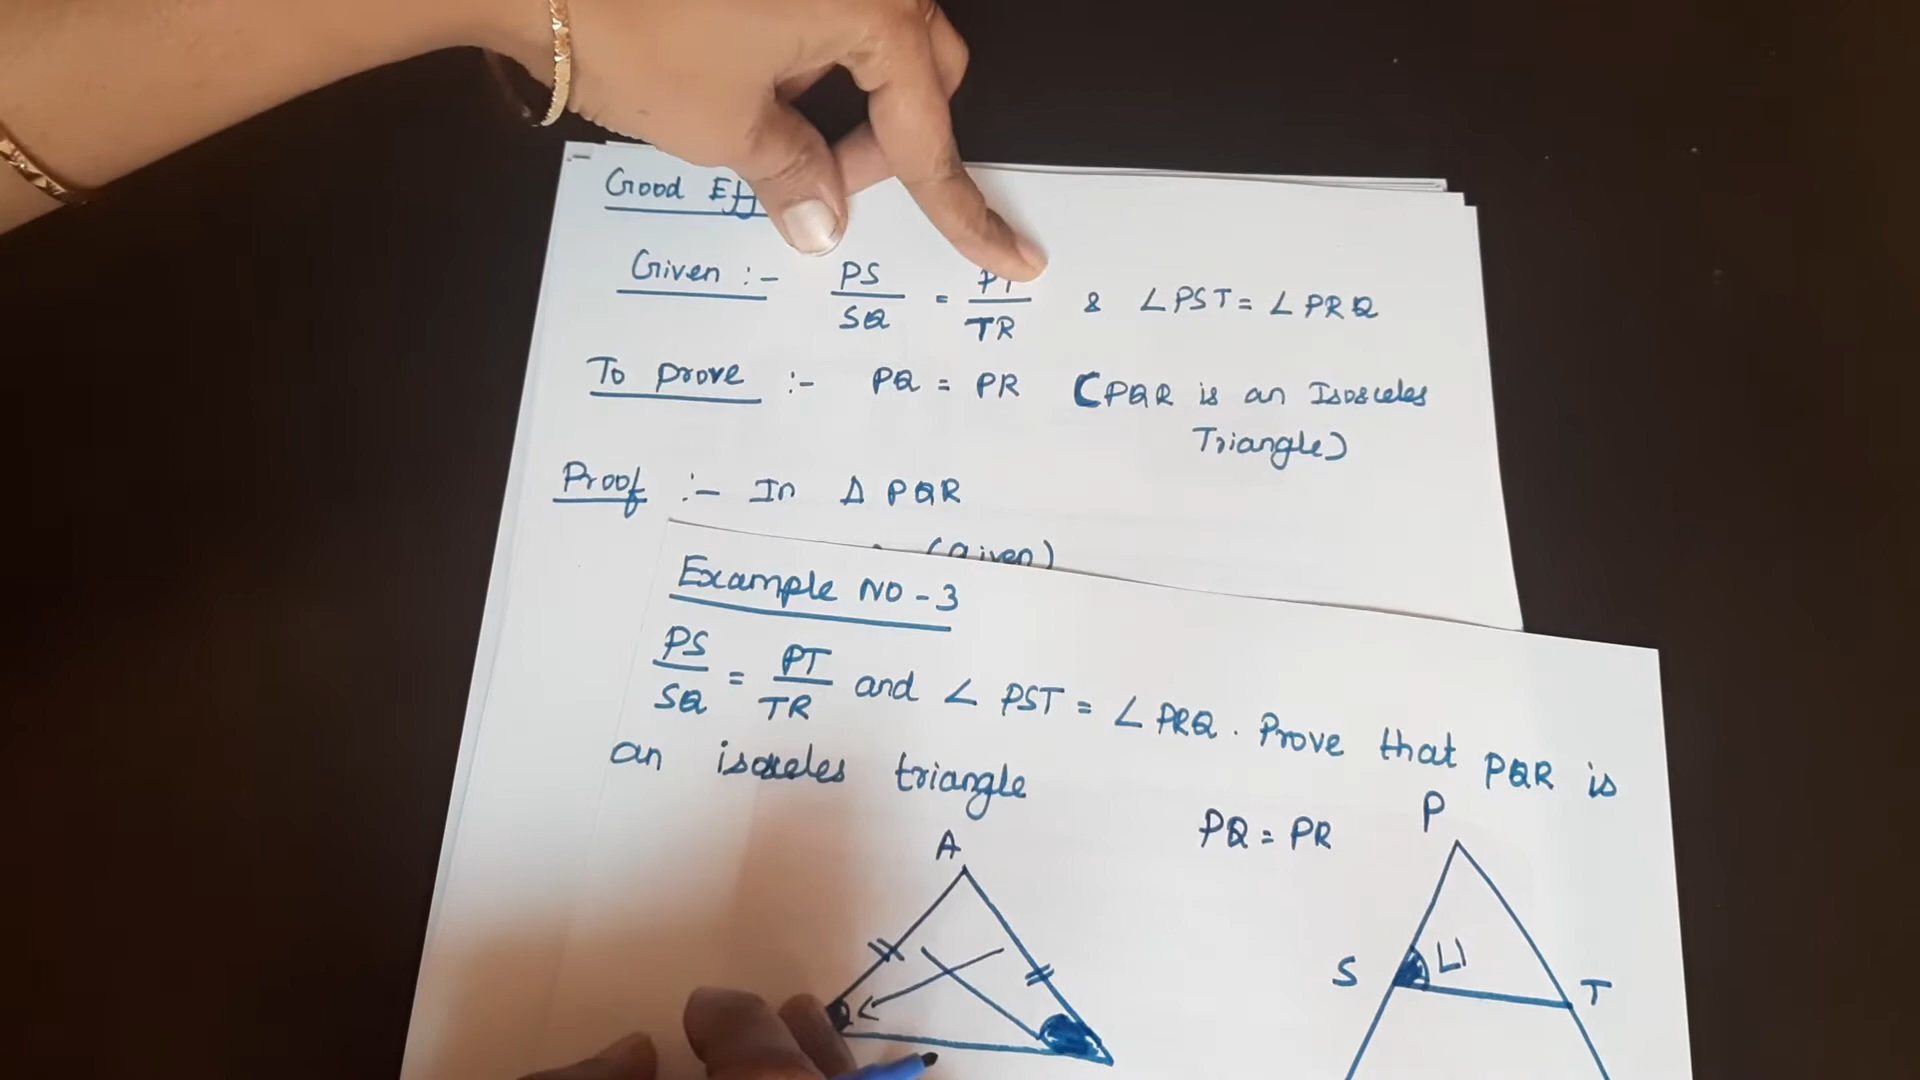 Good Eff
Given :- PS/SQ = PT/TR & ∠PST = ∠PRQ
To prove :- PQ = PR (PQR is an Isosceles
Triangle)
Proof :- In Δ PQR
(Given)
Example NO - 3
PS/SQ = PT/TR and ∠ PST = ∠ PRQ. Prove that PQR is
an isosceles triangle
PQ = PR
P
A
S
T